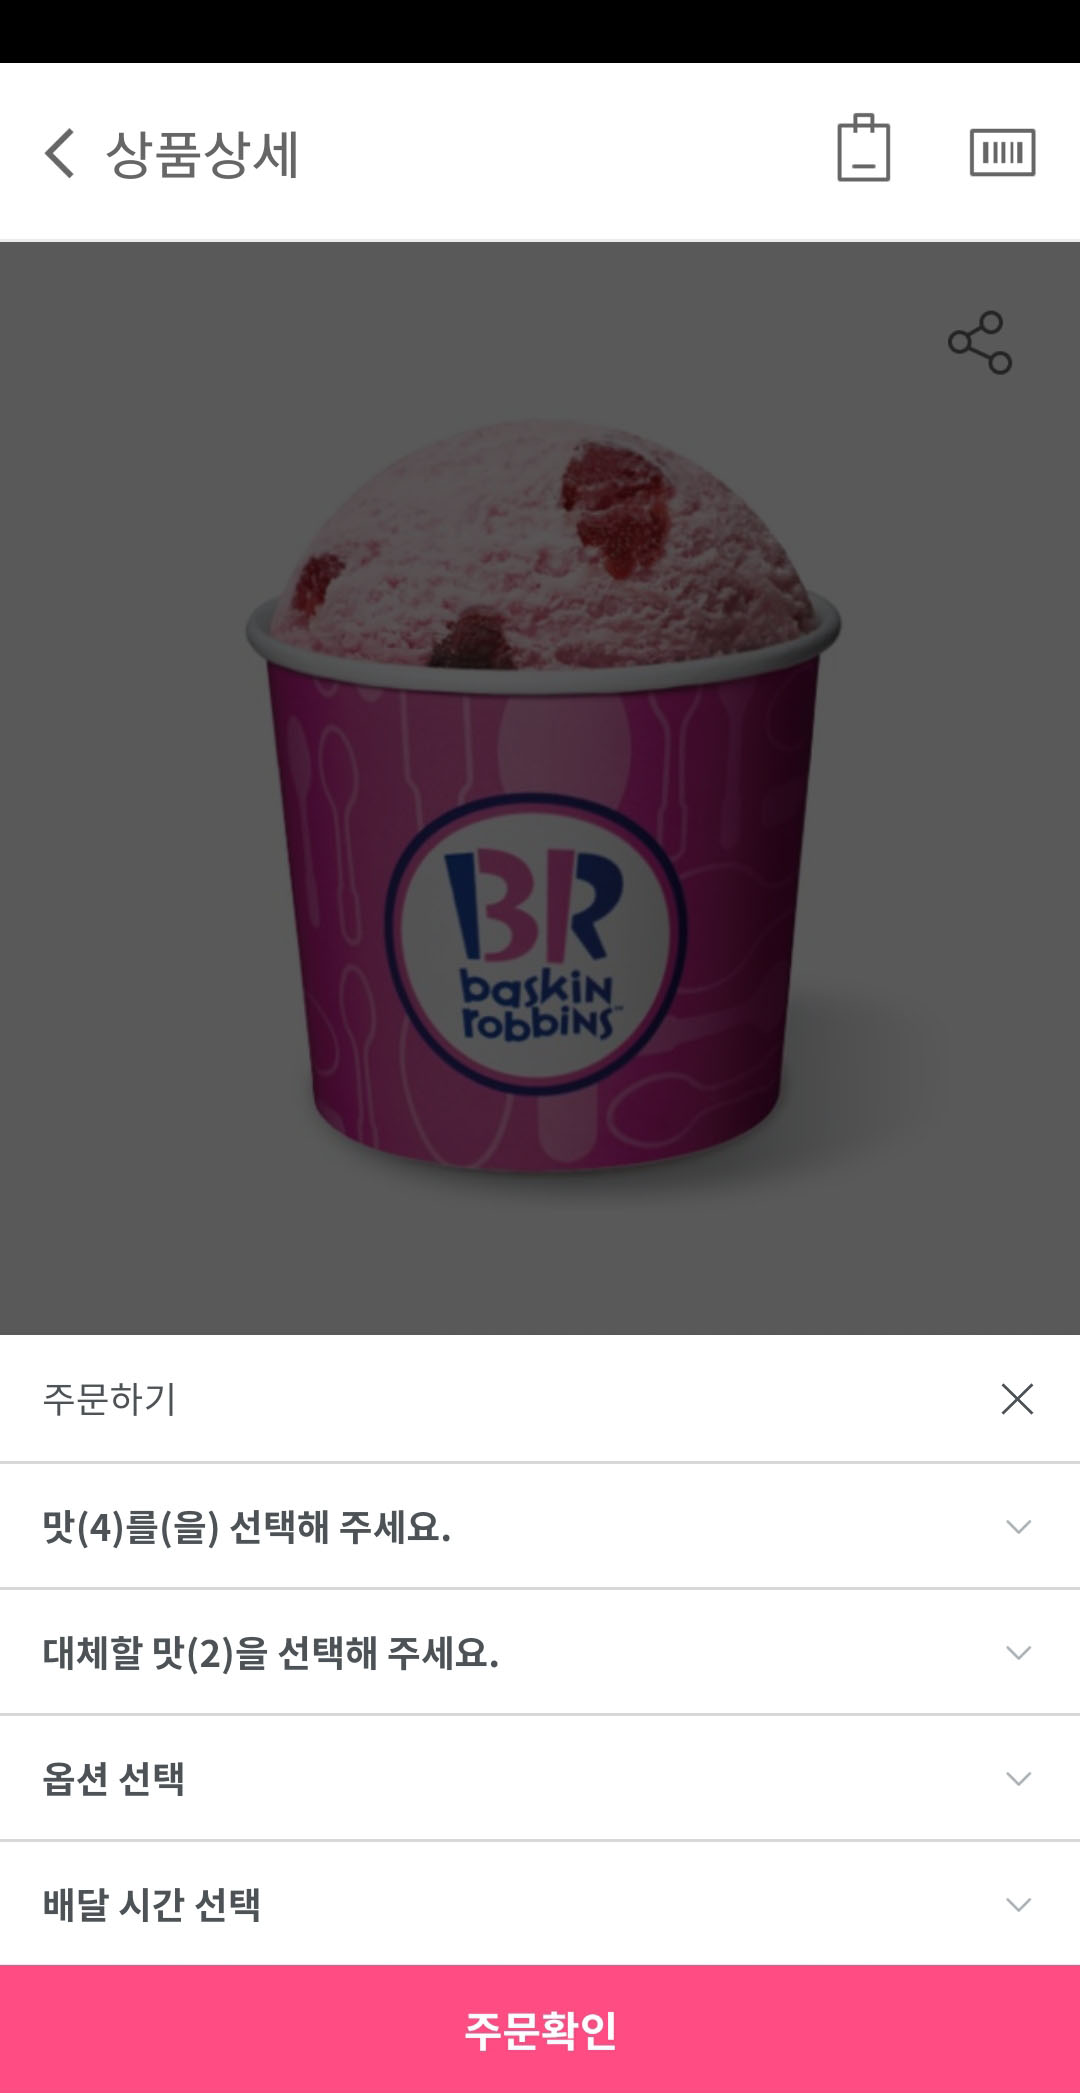 상품상세
BR
baskin
robbins™
주문하기
맛(4)를(을) 선택해 주세요.
대체할 맛(2)을 선택해 주세요.
옵션 선택
배달 시간 선택
주문확인